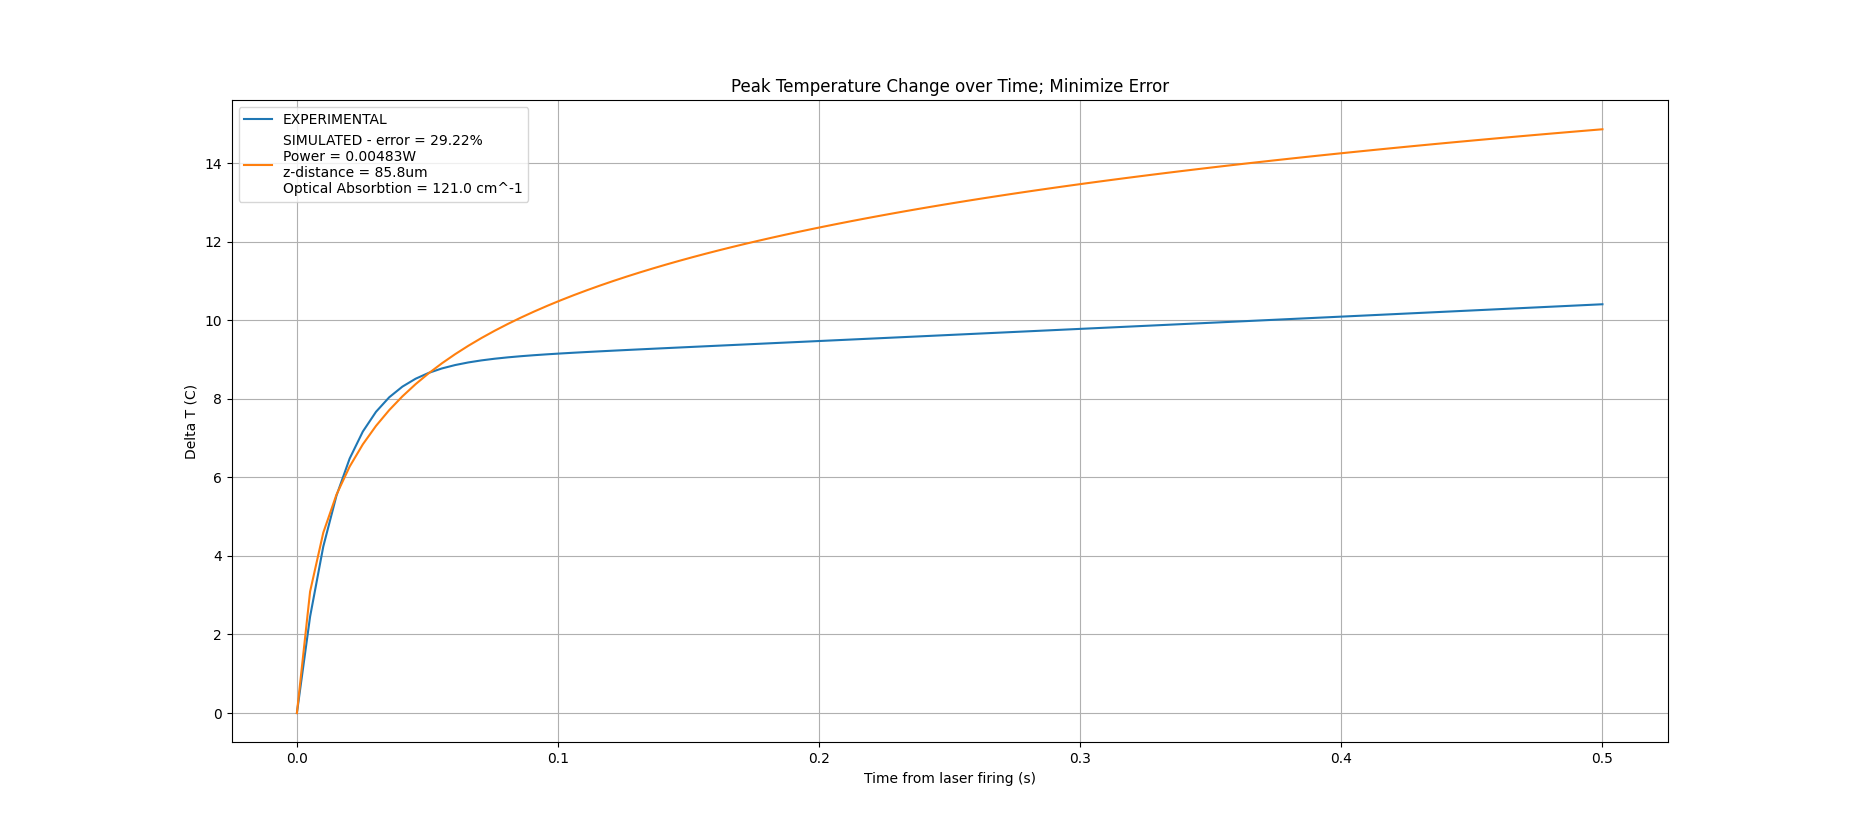 Peak Temperature Change over Time; Minimize Error
EXPERIMENTAL
SIMULATED - error = 29.22%
Power = 0.00483W
z-distance = 85.8um
Optical Absorbtion = 121.0 cm^-1
Delta T (C)
14
12
10
8
6
4
2
0
0.0
0.1
0.2
0.3
0.4
0.5
Time from laser firing (s)